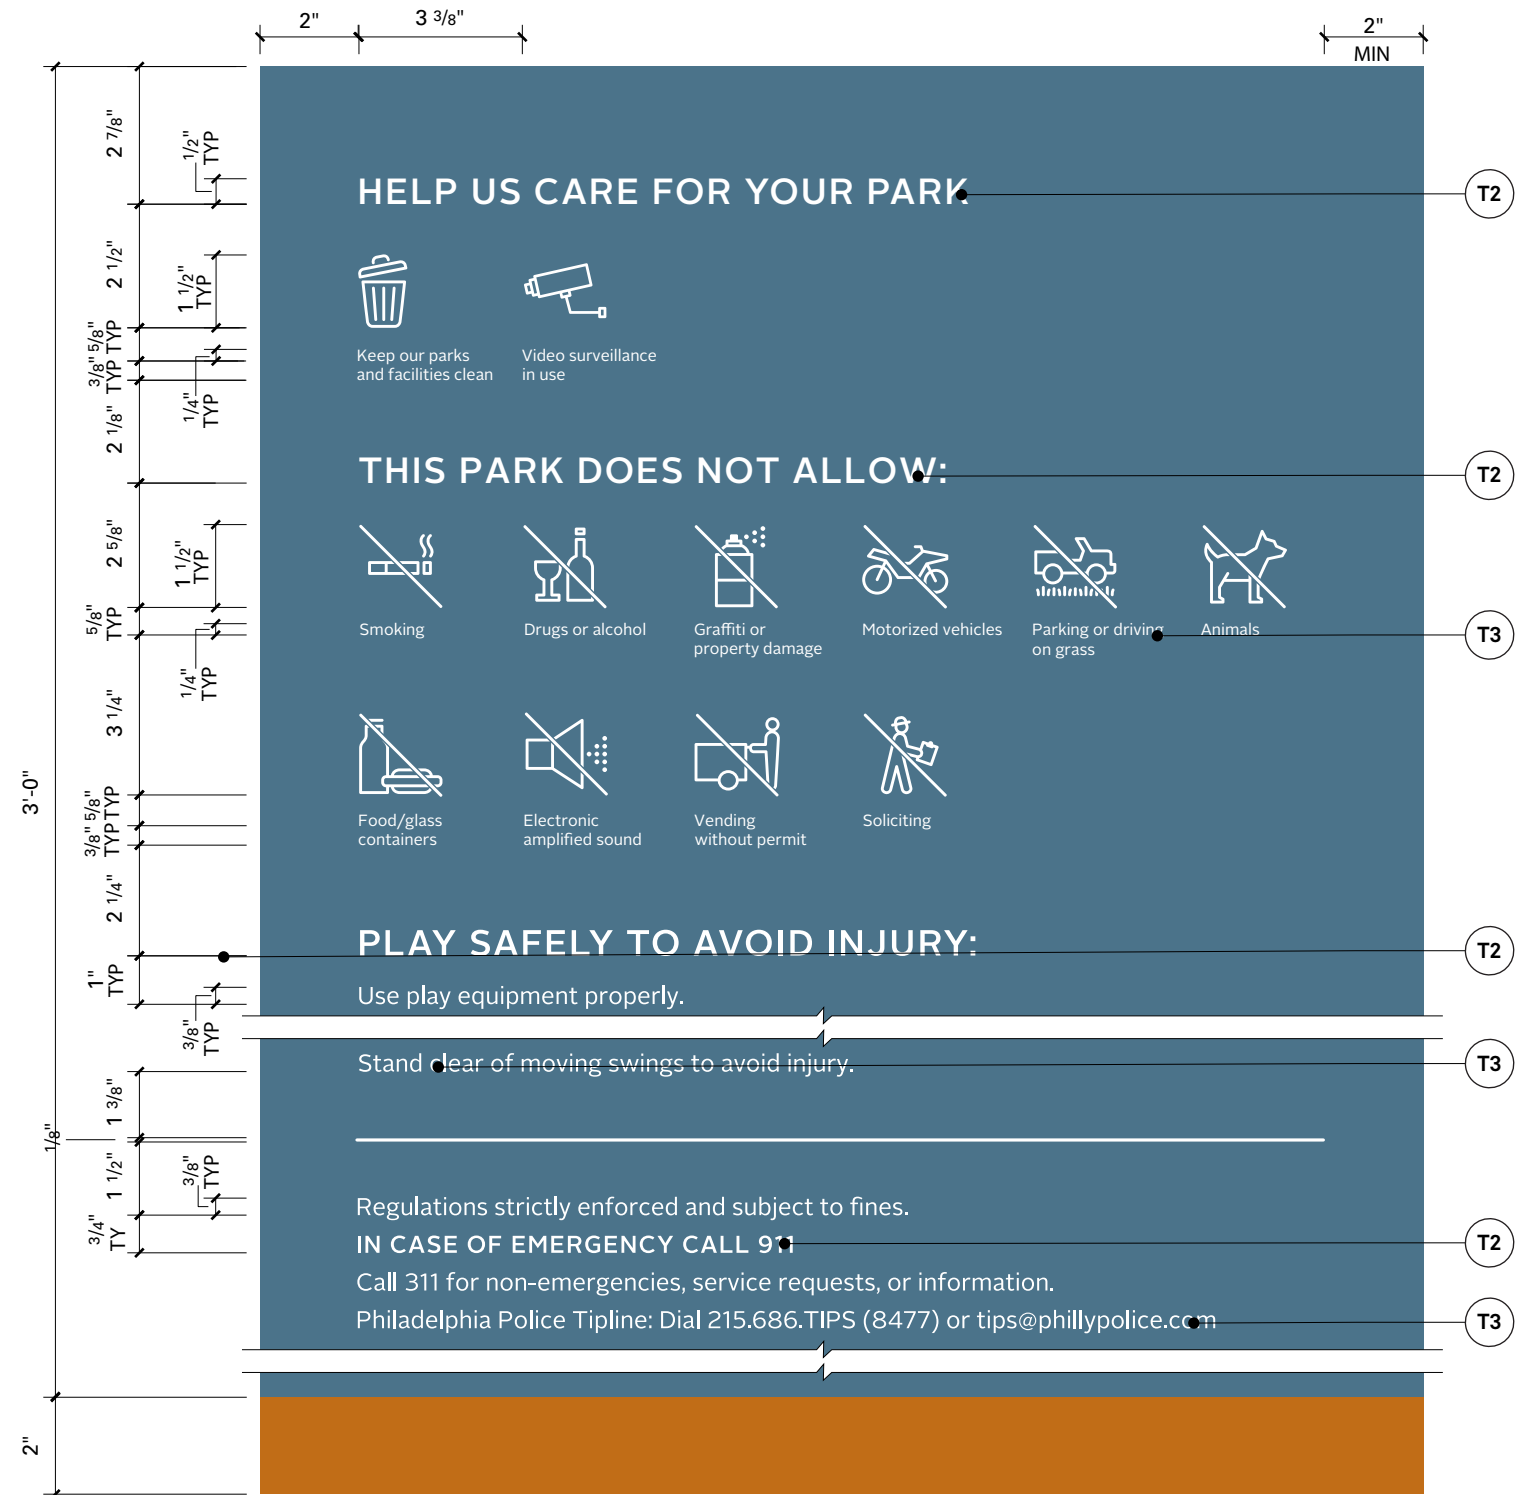 2" 3 3/8" 2"
MIN
2 7/8"
1/2"
TYP
HELP US CARE FOR YOUR PARK
T2
2 1/2"
1 1/2"
TYP
5/8"
TYP
3/8"
TYP
1/4"
TYP
Keep our parks
and facilities clean
Video surveillance
in use
2 1/8"
THIS PARK DOES NOT ALLOW:
T2
2 5/8"
1 1/2"
TYP
5/8"
TYP
1/4"
TYP
Smoking
Drugs or alcohol
Graffiti or
property damage
Motorized vehicles
Parking or driving
on grass
Animals
T3
3 1/4"
3'-0"
5/8"
TYP
3/8"
TYP
Food/glass
containers
Electronic
amplified sound
Vending
without permit
Soliciting
2 1/4"
PLAY SAFELY TO AVOID INJURY:
T2
1"
TYP
3/8"
TYP
Use play equipment properly.
Stand clear of moving swings to avoid injury.
T3
1 3/8"
1/8"
1 1/2"
3/8"
TYP
3/4"
TY
Regulations strictly enforced and subject to fines.
IN CASE OF EMERGENCY CALL 911
T2
Call 311 for non-emergencies, service requests, or information.
Philadelphia Police Tipline: Dial 215.686.TIPS (8477) or tips@phillypolice.com
T3
2"